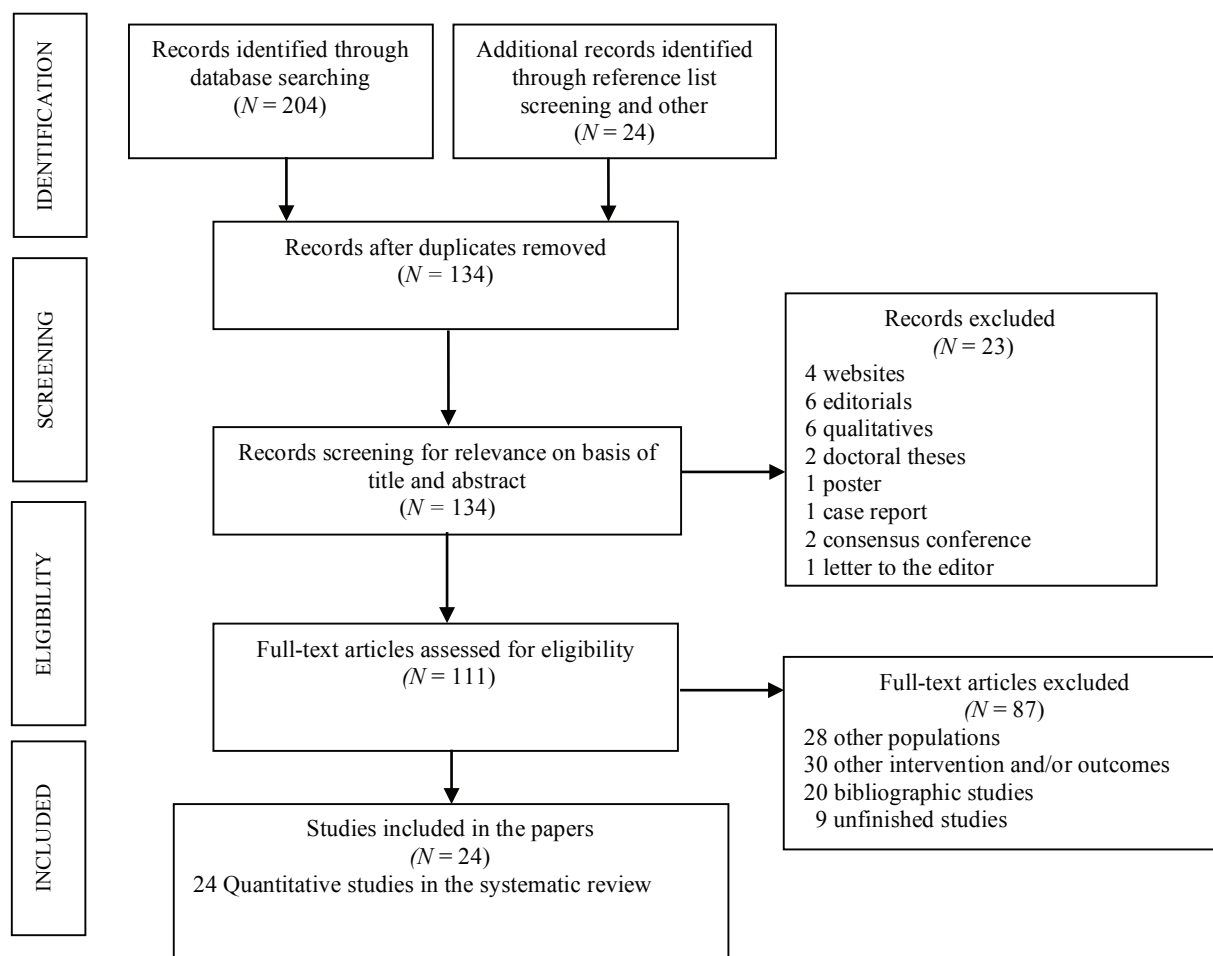 IDENTIFICATION
Records identified through
database searching
(N = 204)
Additional records identified
through reference list
screening and other
(N = 24)
Records after duplicates removed
(N = 134)
SCREENING
Records excluded
(N = 23)
4 websites
6 editorials
6 qualitatives
2 doctoral theses
1 poster
1 case report
2 consensus conference
1 letter to the editor
Records screening for relevance on basis of
title and abstract
(N = 134)
ELIGIBILITY
Full-text articles assessed for eligibility
(N = 111)
Full-text articles excluded
(N = 87)
28 other populations
30 other intervention and/or outcomes
20 bibliographic studies
9 unfinished studies
INCLUDED
Studies included in the papers
(N = 24)
24 Quantitative studies in the systematic review